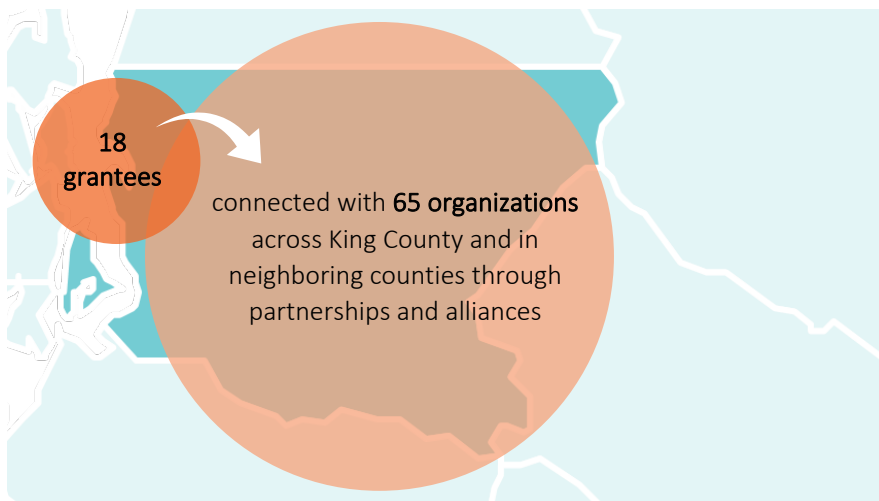 18
grantees
connected with 65 organizations
across King County and in
neighboring counties through
partnerships and alliances